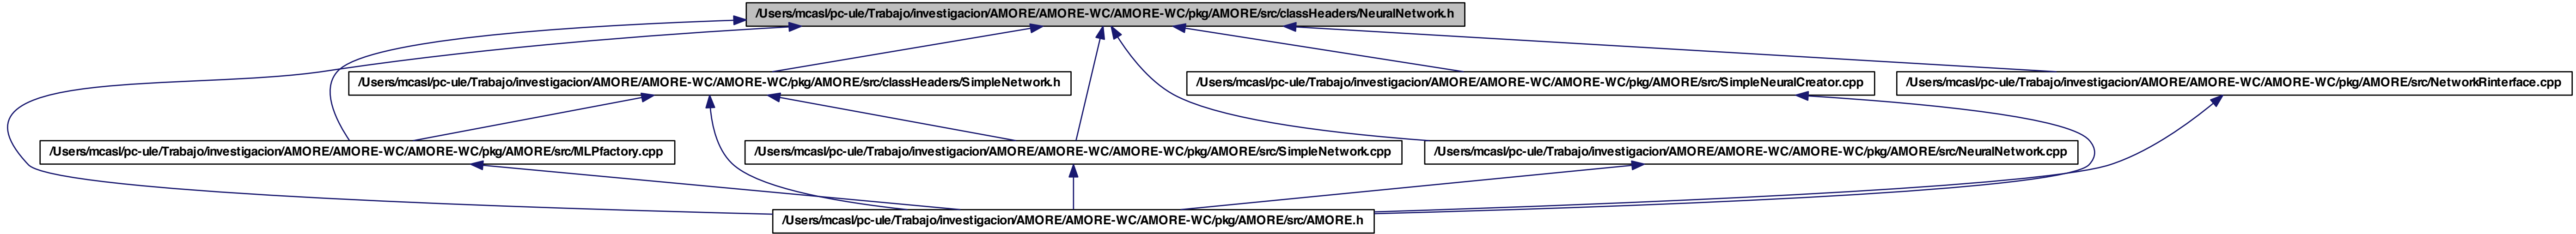 /Users/mcasl/pc-ule/Trabajo/investigacion/AMORE/AMORE-WC/AMORE-WC/pkg/AMORE/src/classHeaders/NeuralNetwork.h
/Users/mcasl/pc-ule/Trabajo/investigacion/AMORE/AMORE-WC/AMORE-WC/pkg/AMORE/src/classHeaders/SimpleNetwork.h
/Users/mcasl/pc-ule/Trabajo/investigacion/AMORE/AMORE-WC/AMORE-WC/pkg/AMORE/src/SimpleNeuralCreator.cpp
/Users/mcasl/pc-ule/Trabajo/investigacion/AMORE/AMORE-WC/AMORE-WC/pkg/AMORE/src/NetworkRinterface.cpp
/Users/mcasl/pc-ule/Trabajo/investigacion/AMORE/AMORE-WC/AMORE-WC/pkg/AMORE/src/MLPfactory.cpp
/Users/mcasl/pc-ule/Trabajo/investigacion/AMORE/AMORE-WC/AMORE-WC/pkg/AMORE/src/SimpleNetwork.cpp
/Users/mcasl/pc-ule/Trabajo/investigacion/AMORE/AMORE-WC/AMORE-WC/pkg/AMORE/src/NeuralNetwork.cpp
/Users/mcasl/pc-ule/Trabajo/investigacion/AMORE/AMORE-WC/AMORE-WC/pkg/AMORE/src/AMORE.h